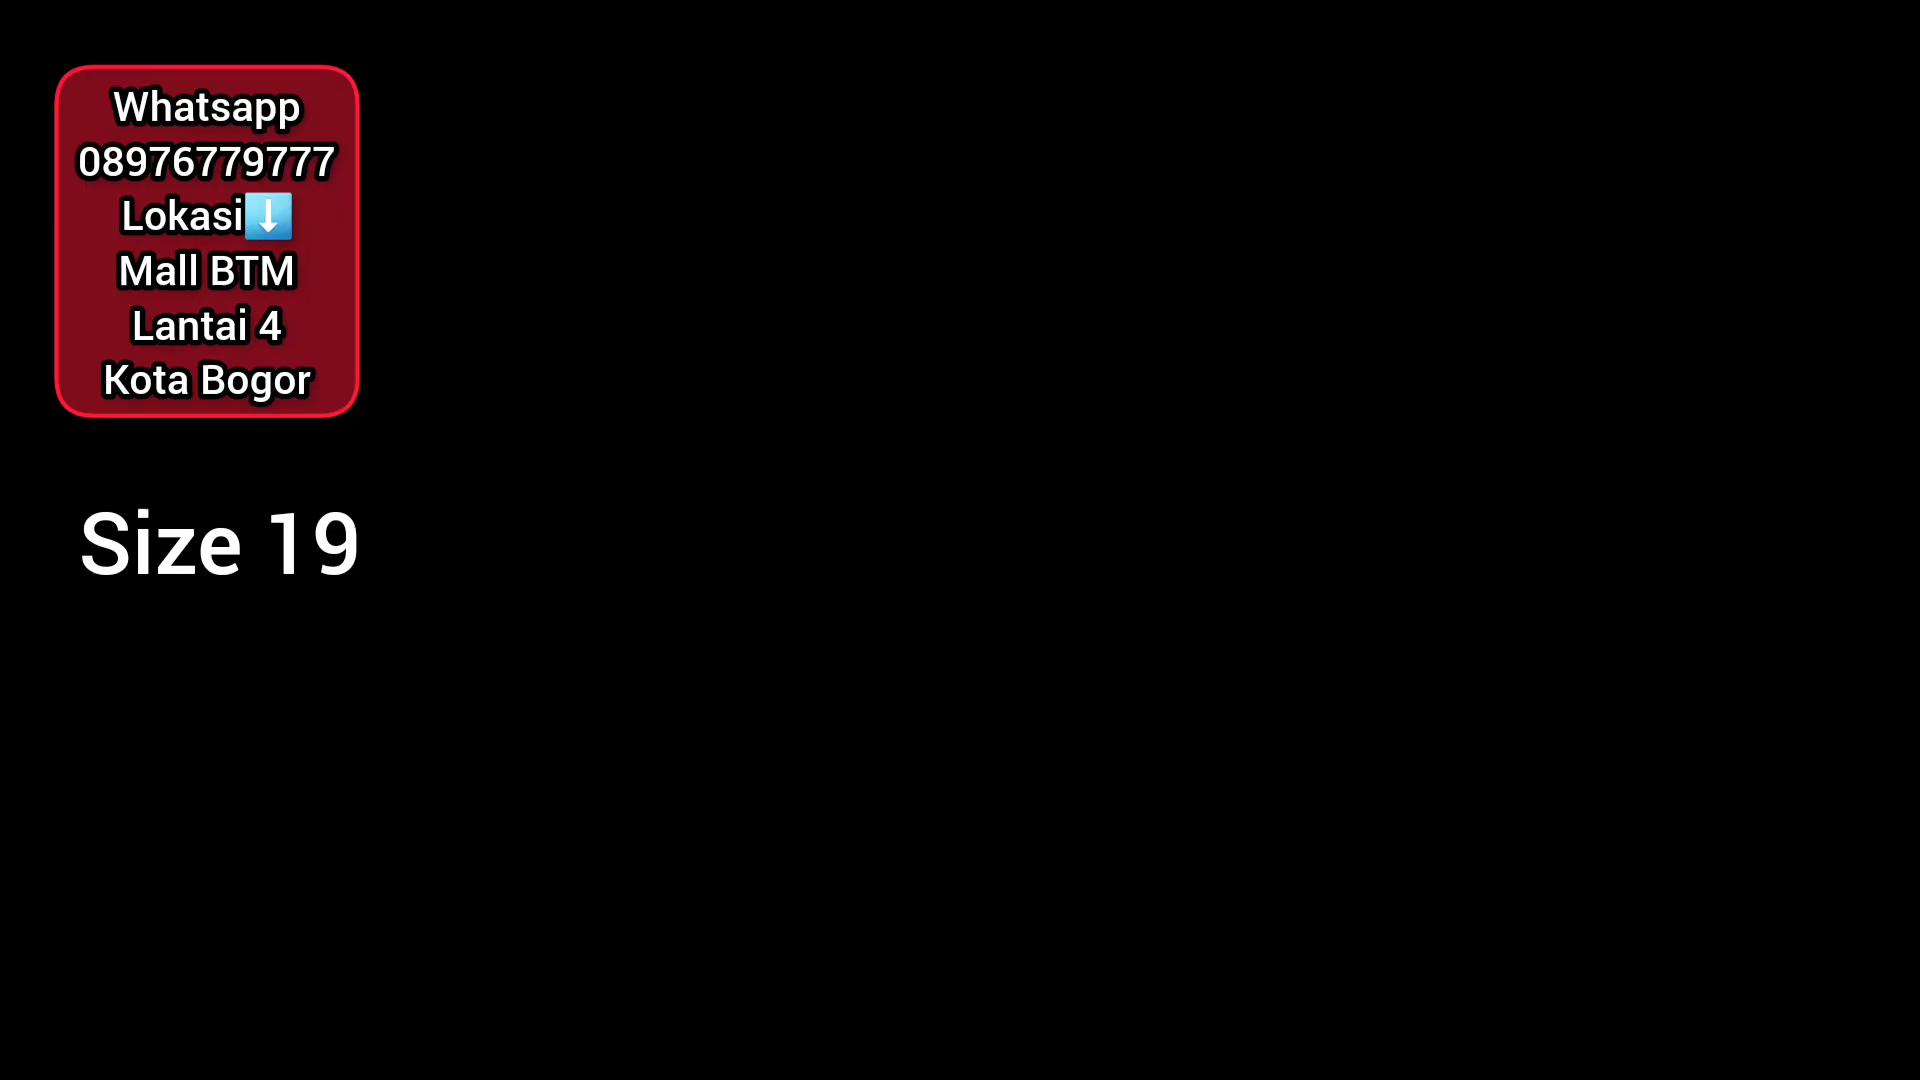 Whatsapp
08976779777
Lokasi⬇️
Mall BTM
Lantai 4
Kota Bogor
Size 19